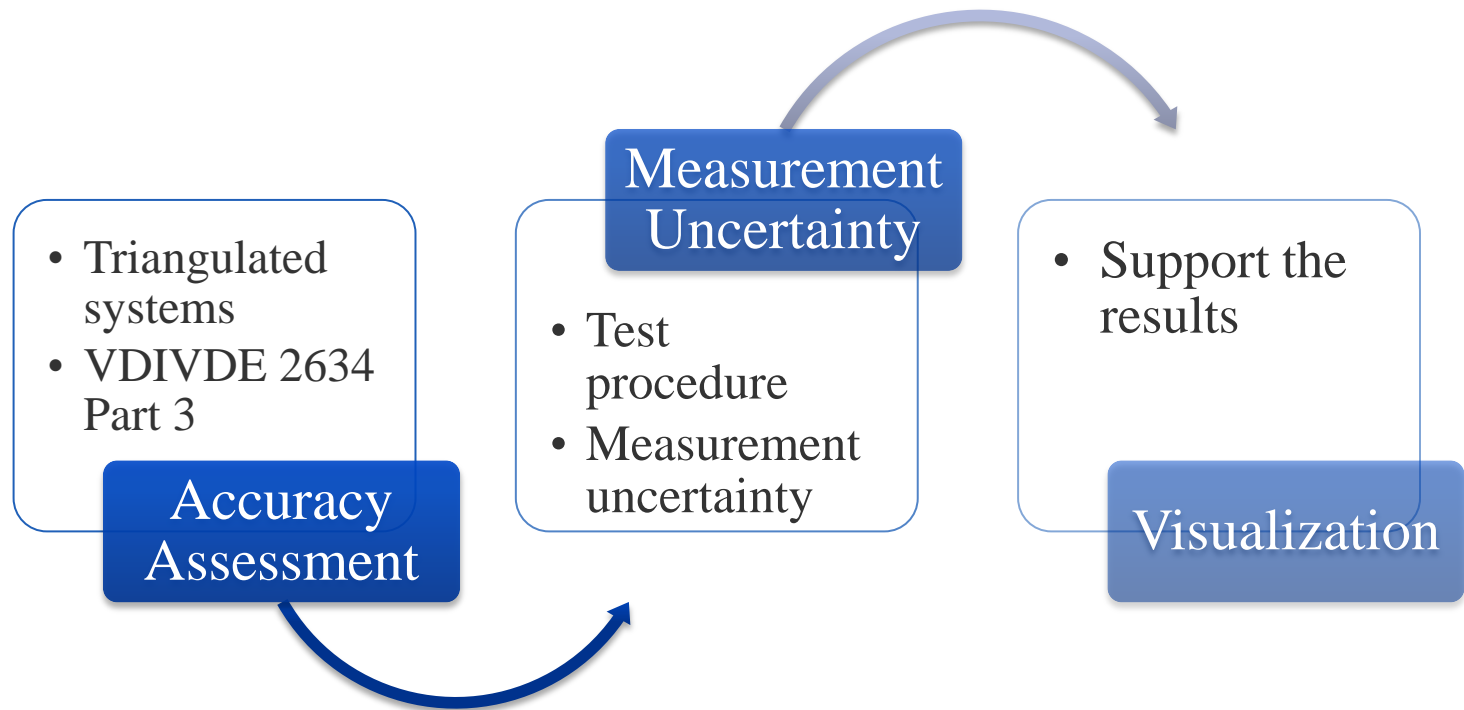 • Triangulated
systems
• VDIVDE 2634
Part 3
Accuracy
Assessment
Measurement
Uncertainty
• Test
procedure
• Measurement
uncertainty
• Support the
results
Visualization